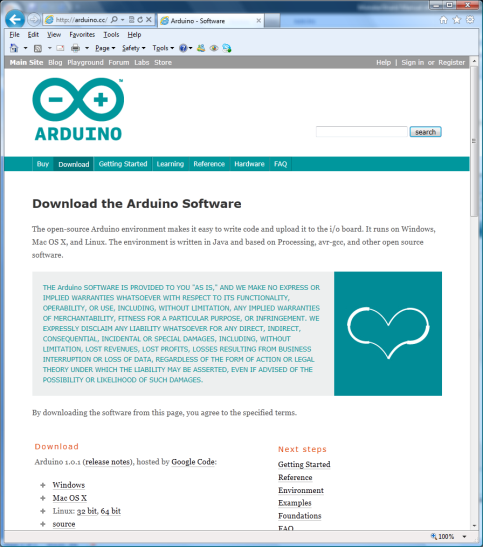 http://arduino.cc/
Arduino - Software
File Edit View Favorites Tools Help
Page Safety Tools
Main Site Blog Playground Forum Labs Store
Help | Sign in or Register
ARDUINO
TM
search
Buy Download Getting Started Learning Reference Hardware FAQ
Download the Arduino Software
The open-source Arduino environment makes it easy to write code and upload it to the i/o board. It runs on Windows,
Mac OS X, and Linux. The environment is written in Java and based on Processing, avr-gcc, and other open source
software.
THE Arduino SOFTWARE IS PROVIDED TO YOU "AS IS," AND WE MAKE NO EXPRESS OR
IMPLIED WARRANTIES WHATSOEVER WITH RESPECT TO ITS FUNCTIONALITY,
OPERABILITY, OR USE, INCLUDING, WITHOUT LIMITATION, ANY IMPLIED WARRANTIES
OF MERCHANTABILITY, FITNESS FOR A PARTICULAR PURPOSE, OR INFRINGEMENT. WE
EXPRESSLY DISCLAIM ANY LIABILITY WHATSOEVER FOR ANY DIRECT, INDIRECT,
CONSEQUENTIAL, INCIDENTAL OR SPECIAL DAMAGES, INCLUDING, WITHOUT
LIMITATION, LOST REVENUES, LOST PROFITS, LOSSES RESULTING FROM BUSINESS
INTERRUPTION OR LOSS OF DATA, REGARDLESS OF THE FORM OF ACTION OR LEGAL
THEORY UNDER WHICH THE LIABILITY MAY BE ASSERTED, EVEN IF ADVISED OF THE
POSSIBILITY OR LIKELIHOOD OF SUCH DAMAGES.
By downloading the software from this page, you agree to the specified terms.
Download
Arduino 1.0.1 (release notes), hosted by Google Code:
Windows
Mac OS X
Linux: 32 bit, 64 bit
source
Next steps
Getting Started
Reference
Environment
Examples
Foundations
FAQ
100%